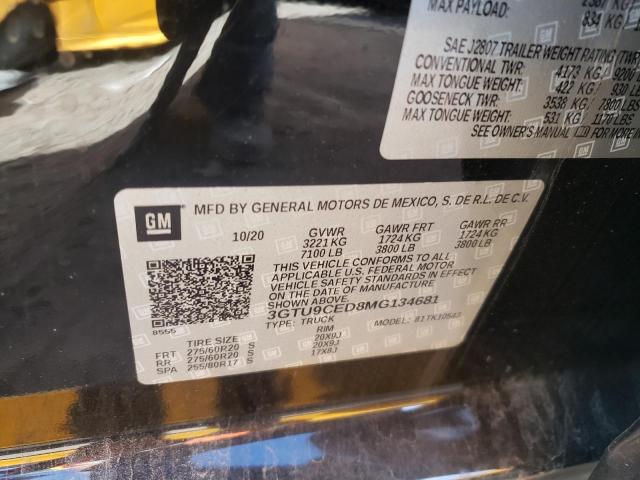 MAX PAYLOAD:
834 KG
SAE J2807 TRAILER WEIGHT RATING (TWR)
CONVENTIONAL TWR: 4173 KG / 9200
MAX TONGUE WEIGHT: 422 KG / 930 LB
GOOSENECK TWR: 3538 KG / 7800 LB
MAX TONGUE WEIGHT: 531 KG / 1170 LBS
SEE OWNER'S MANUAL FOR MORE
GM
MFD BY GENERAL MOTORS DE MEXICO, S. DE R.L. DE C.V.
10/20 GVWR GAWR FRT GAWR RR
3221 KG 1724 KG 1724 KG
7100 LB 3800 LB 3800 LB
THIS VEHICLE CONFORMS TO ALL
APPLICABLE U.S. FEDERAL MOTOR
VEHICLE SAFETY STANDARDS IN
EFFECT ON THE DATE OF
MANUFACTURE SHOWN ABOVE.
3GTU9CED8MG134681
TYPE: TRUCK MODEL: 81TK10543
8555
TIRE SIZE RIM
FRT 275/60R20 S 20X9J
RR 275/60R20 S 20X9J
SPA 255/80R17 S 17X8J